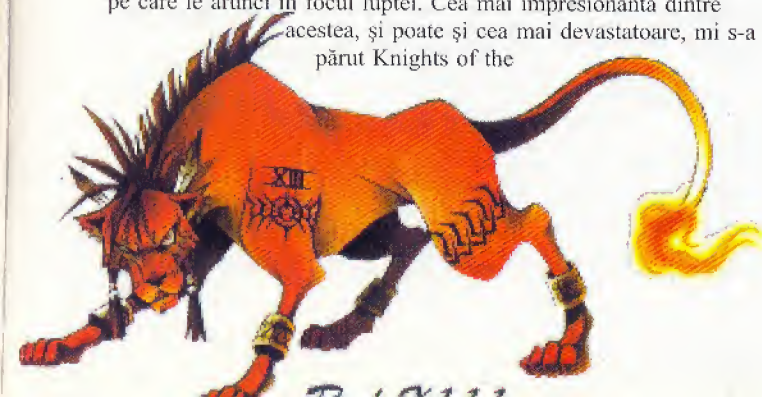 pe care le arunci în focul luptei. Cea mai impresionantă dintre
acestea, şi poate şi cea mai devastatoare, mi s-a
părut Knights of the
XIII